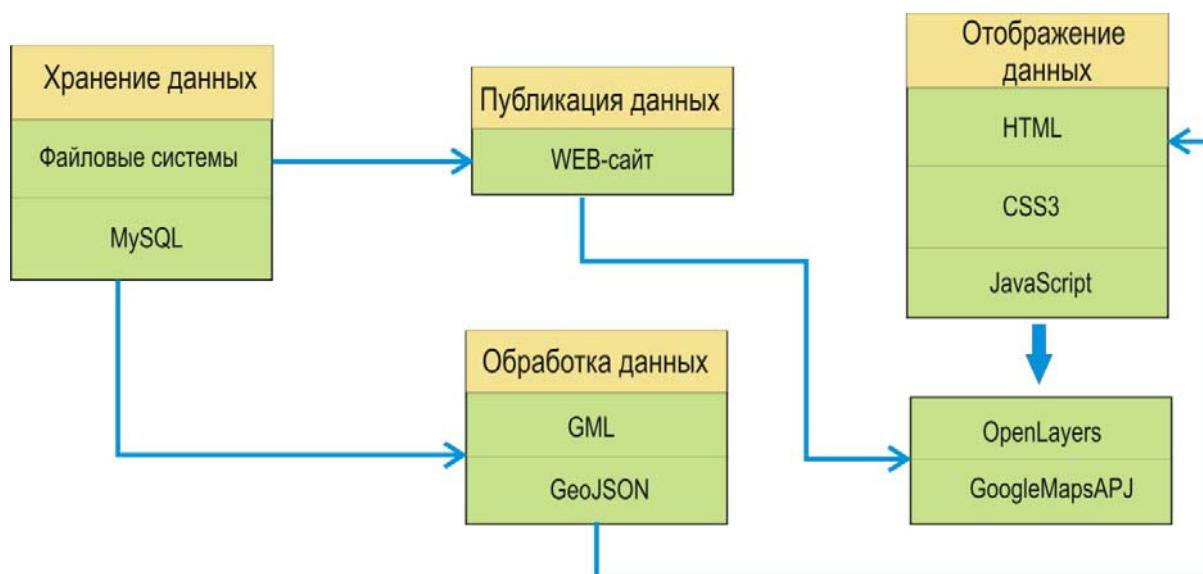 Хранение данных
Файловые системы
MySQL
Публикация данных
WEB-сайт
Обработка данных
GML
GeoJSON
Отображение
данных
HTML
CSS3
JavaScript
OpenLayers
GoogleMapsAPJ